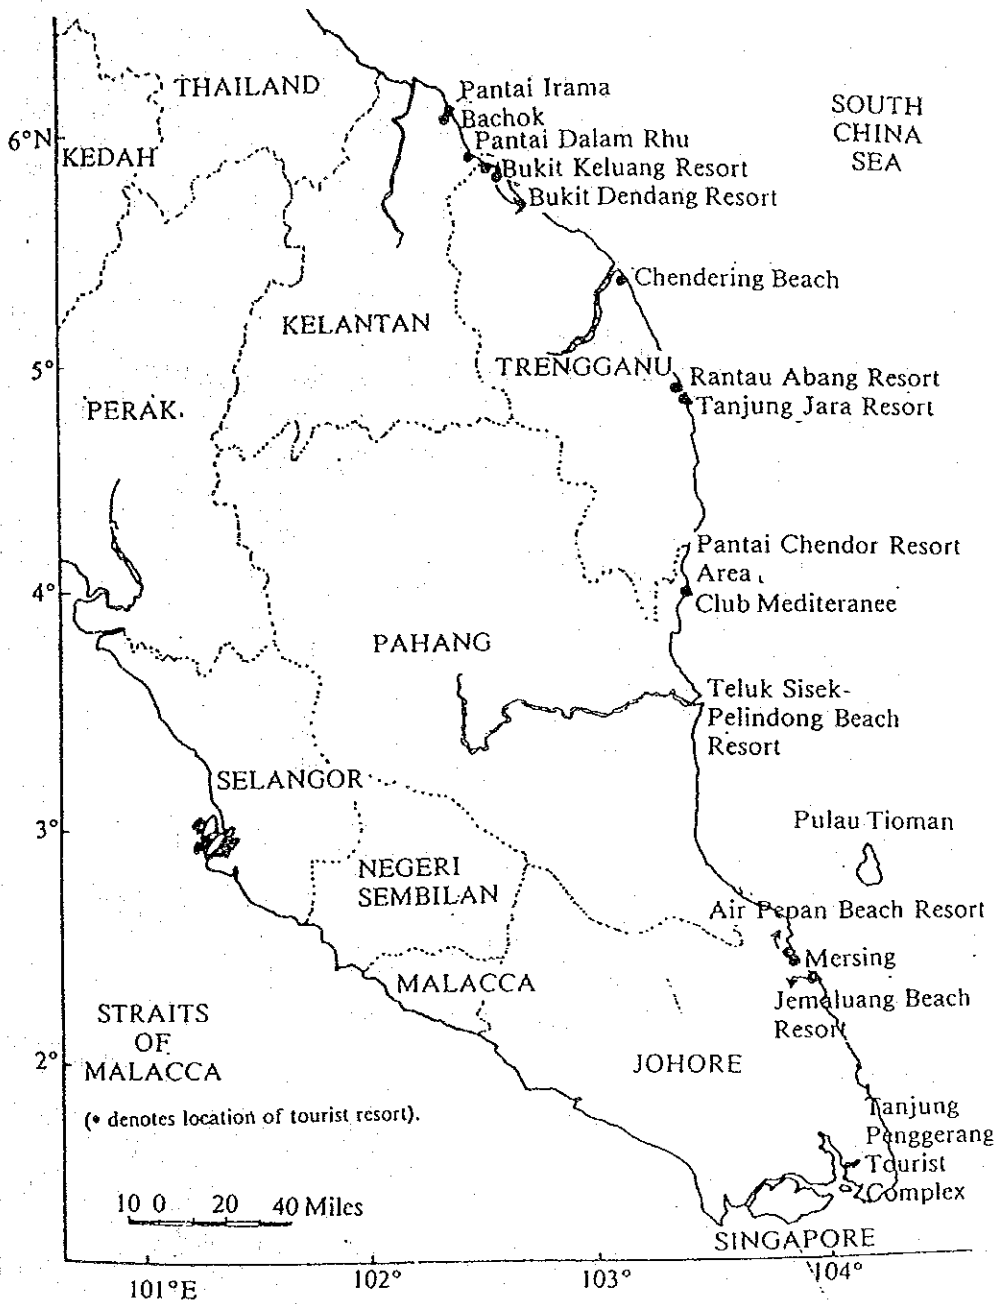 THAILAND
Pantai Irama
Bachok
SOUTH
CHINA
SEA
6°N
KEDAH
Pantai Dalam Rhu
Bukit Keluang Resort
Bukit Dendang Resort
Chendering Beach
KELANTAN
TRENGGANU
5°
Rantau Abang Resort
Tanjung Jara Resort
PERAK
Pantai Chendor Resort
Area
Club Mediteranee
4°
PAHANG
Teluk Sisek-
Pelindong Beach
Resort
SELANGOR
3°
Pulau Tioman
NEGERI
SEMBILAN
Air Pepan Beach Resort
Mersing
MALACCA
Jemaluang Beach
Resort
STRAITS
OF
MALACCA
2°
JOHORE
(• denotes location of tourist resort).
Tanjung
Penggerang
Tourist
Complex
10 0 20 40 Miles
SINGAPORE
101°E
102°
103°
104°